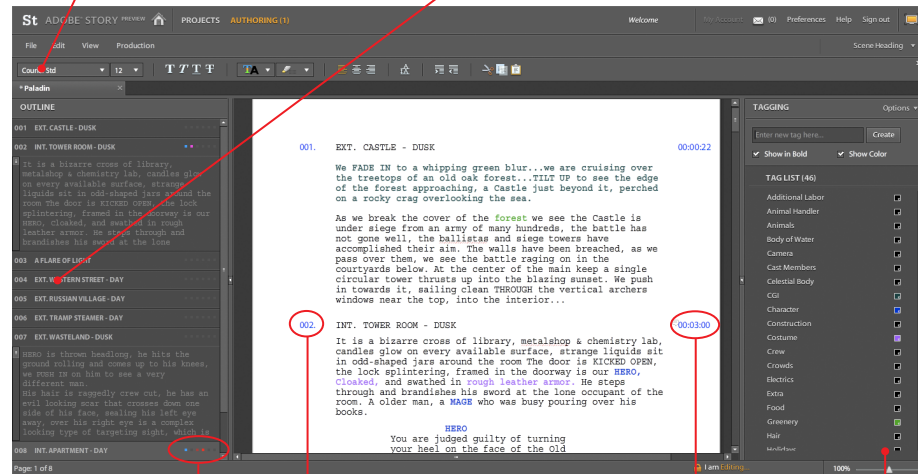 St ADOBE® STORY PREVIEW PROJECTS AUTHORING (1) Welcome My Account (0) Preferences Help Sign out
File Edit View Production Scene Heading
Courier Std 12 T T T T TA
*Paladin ×
OUTLINE
001 EXT. CASTLE - DUSK
002 INT. TOWER ROOM - DUSK
It is a bizarre cross of library,
metalshop & chemistry lab, candles glow
on every available surface, strange
liquids sit in odd-shaped jars around the
room The door is KICKED OPEN, the lock
splintering, framed in the doorway is our
HERO, Cloaked, and swathed in rough
leather armor. He steps through and
brandishes his sword at the lone
003 A FLARE OF LIGHT
004 EXT. WESTERN STREET - DAY
005 EXT. RUSSIAN VILLAGE - DAY
006 EXT. TRAMP STEAMER - DAY
007 EXT. WASTELAND - DUSK
HERO is thrown headlong, he hits the
ground rolling and comes up to his knees,
we PUSH IN on him to see a very
different man.
His hair is raggedly crew cut, he has an
evil looking scar that crosses down one
side of his face, sealing his left eye
away, over his right eye is a complex
looking type of targeting sight, which is
008 INT. APARTMENT - DAY
001. EXT. CASTLE - DUSK 00:00:22
We FADE IN to a whipping green blur...we are cruising over
the treetops of an old oak forest...TILT UP to see the edge
of the forest approaching, a Castle just beyond it, perched
on a rocky crag overlooking the sea.
As we break the cover of the forest we see the Castle is
under siege from an army of many hundreds, the battle has
not gone well, the ballistas and siege towers have
accomplished their aim. The walls have been breached, as we
pass over them, we see the battle raging on in the
courtyards below. At the center of the main keep a single
circular tower thrusts up into the blazing sunset. We push
in towards it, sailing clean THROUGH the vertical archers
windows near the top, into the interior...
002. INT. TOWER ROOM - DUSK 00:03:00
It is a bizarre cross of library, metalshop & chemistry lab,
candles glow on every available surface, strange liquids sit
in odd-shaped jars around the room The door is KICKED OPEN,
the lock splintering, framed in the doorway is our HERO,
Cloaked, and swathed in rough leather armor. He steps
through and brandishes his sword at the lone occupant of the
room. A older man, a MAGE who was busy pouring over his
books.
HERO
You are judged guilty of turning
your heel on the face of the Old
TAGGING Options
Enter new tag here... Create
Show in Bold Show Color
TAG LIST (46)
Additional Labor
Animal Handler
Animals
Body of Water
Camera
Cast Members
Celestial Body
CGI
Character
Construction
Costume
Crew
Crowds
Electrics
Extra
Food
Greenery
Hair
Holidays
Page: 1 of 8 I am Editing... 100%